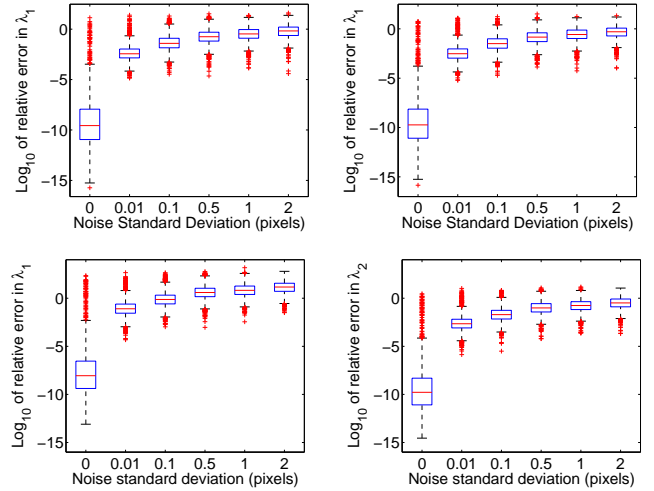 Log10 of relative error in λ1
0
−5
−10
−15
0 0.01 0.1 0.5 1 2
Noise Standard Deviation (pixels)
Log10 of relative error in λ1
0
−5
−10
−15
0 0.01 0.1 0.5 1 2
Noise Standard Deviation (pixels)
Log10 of relative error in λ1
0
−5
−10
−15
0 0.01 0.1 0.5 1 2
Noise standard deviation (pixels)
Log10 of relative error in λ2
0
−5
−10
−15
0 0.01 0.1 0.5 1 2
Noise standard deviation (pixels)